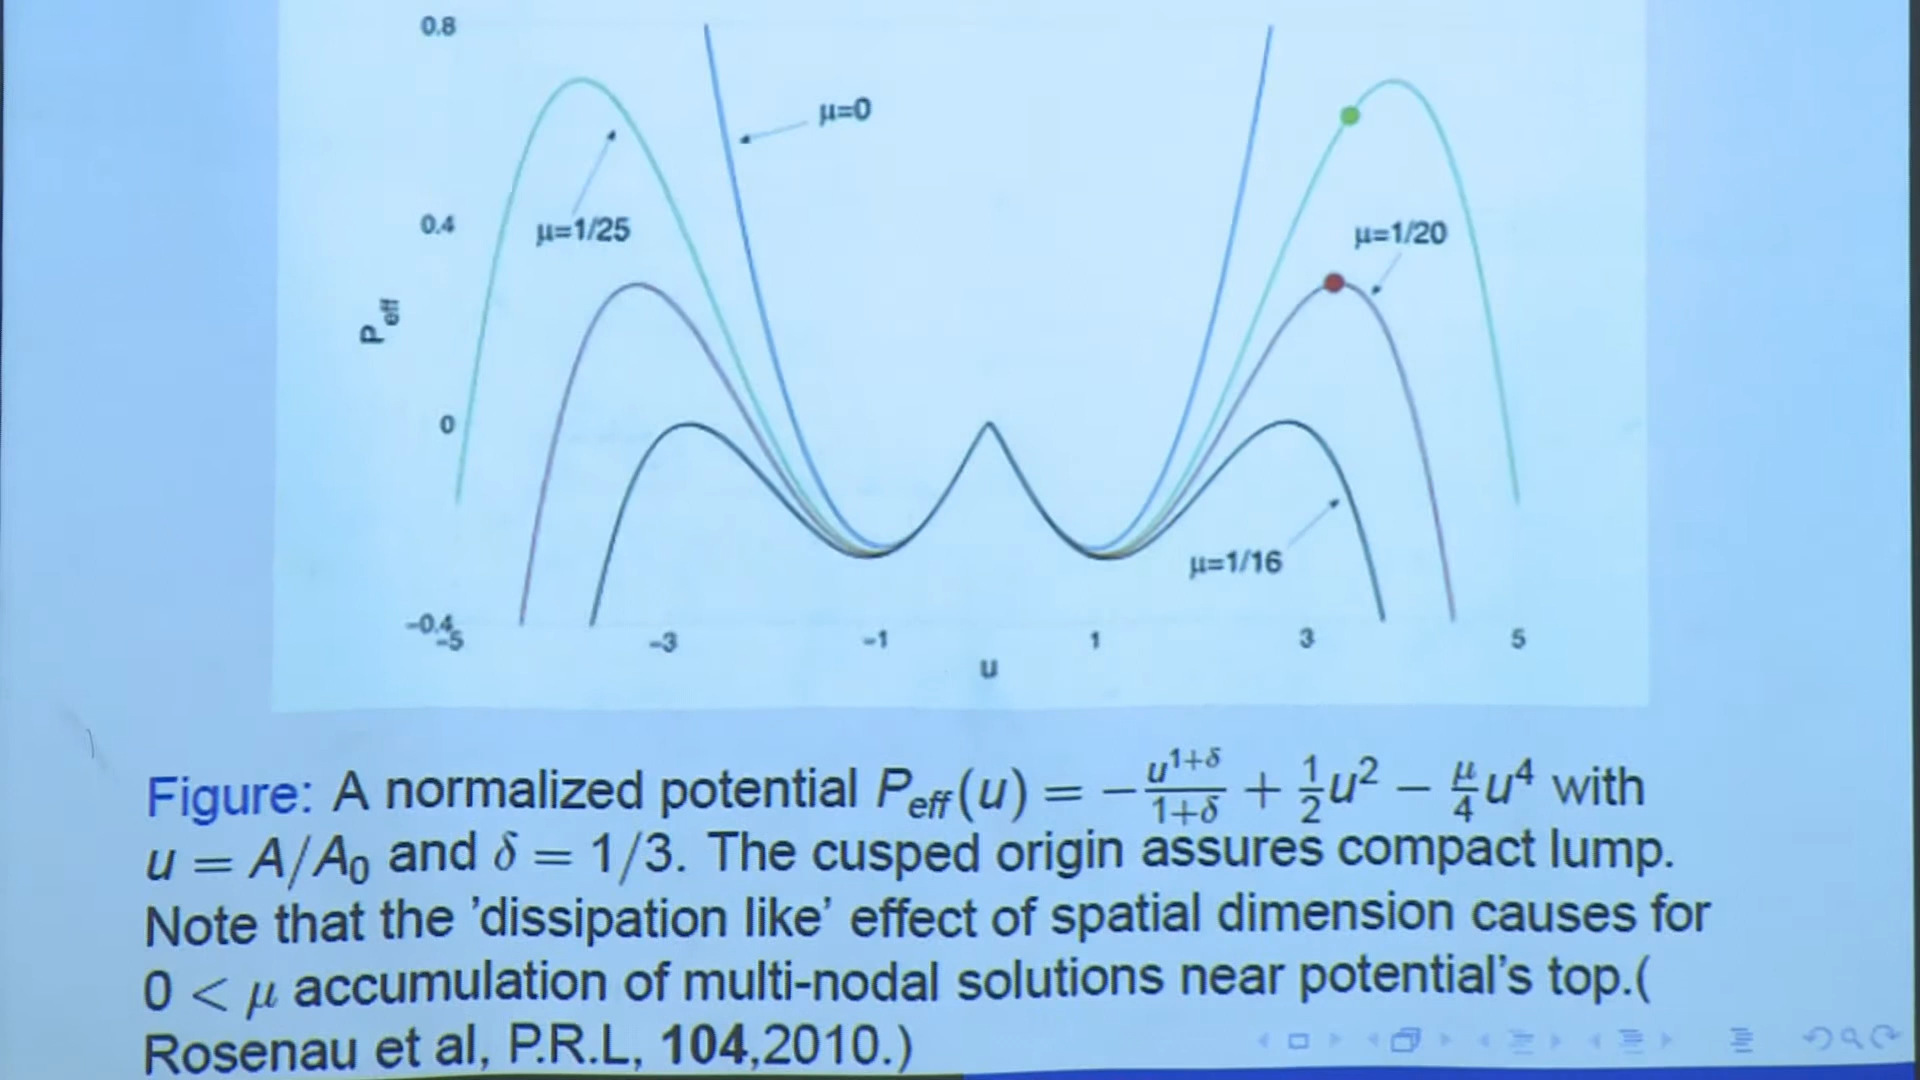 0.8
μ=0
0.4
μ=1/25
μ=1/20
P_eff
0
μ=1/16
−0.4
−5 −3 −1 1 3 5
u
Figure: A normalized potential P_eff(u) = −u^{1+δ}/(1+δ) + ½u² − μ/4 u⁴ with
u = A/A₀ and δ = 1/3. The cusped origin assures compact lump.
Note that the 'dissipation like' effect of spatial dimension causes for
0 < μ accumulation of multi-nodal solutions near potential's top.(
Rosenau et al, P.R.L, 104,2010.)